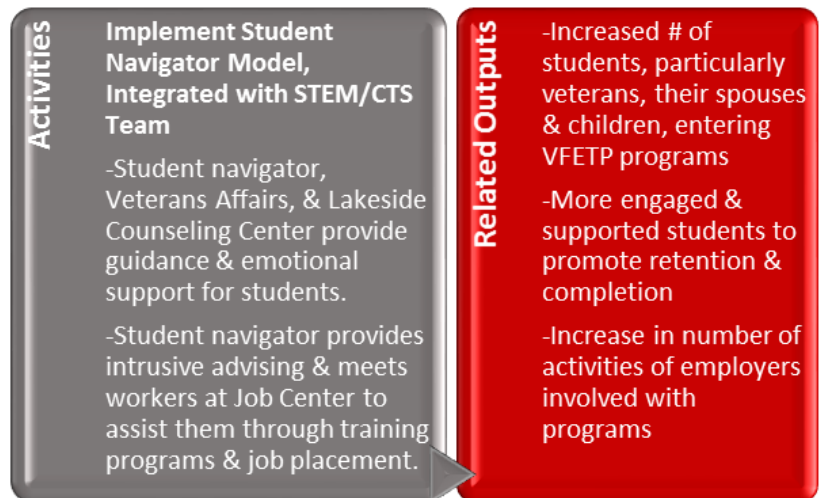 Activities
Implement Student
Navigator Model,
Integrated with STEM/CTS
Team
-Student navigator,
Veterans Affairs, & Lakeside
Counseling Center provide
guidance & emotional
support for students.
-Student navigator provides
intrusive advising & meets
workers at Job Center to
assist them through training
programs & job placement.
Related Outputs
-Increased # of
students, particularly
veterans, their spouses
& children, entering
VFETP programs
-More engaged &
supported students to
promote retention &
completion
-Increase in number of
activities of employers
involved with
programs